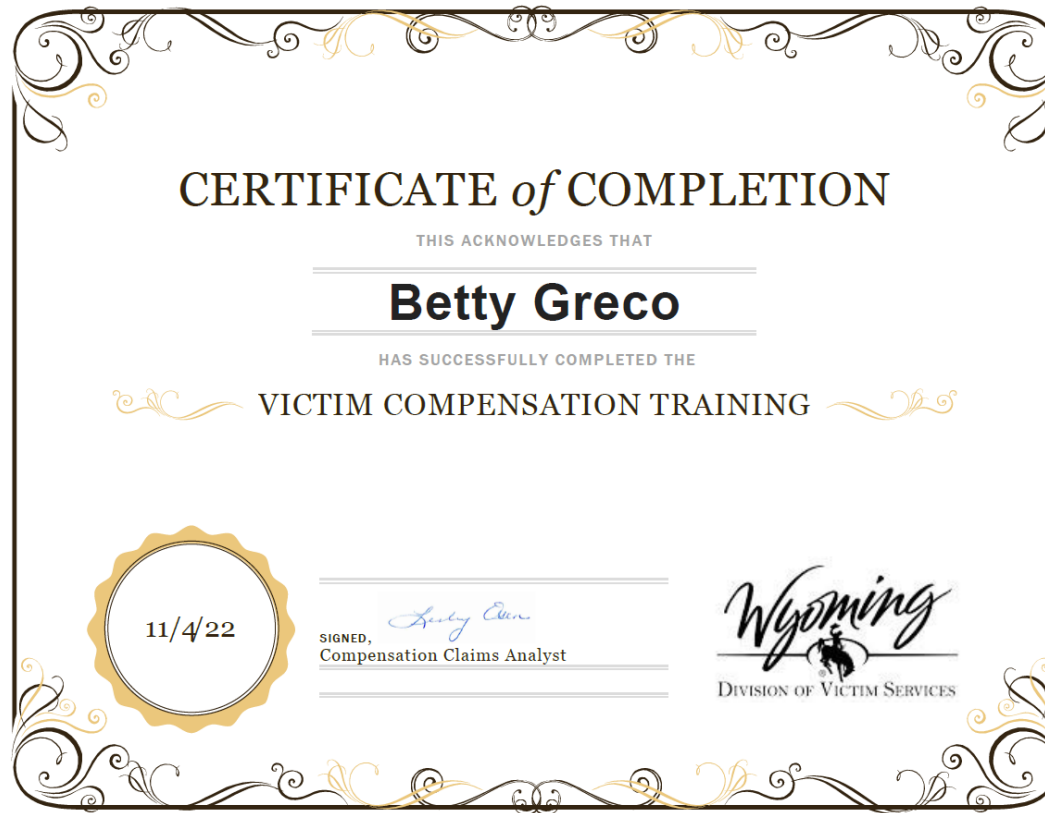 CERTIFICATE of COMPLETION
THIS ACKNOWLEDGES THAT
Betty Greco
HAS SUCCESSFULLY COMPLETED THE
VICTIM COMPENSATION TRAINING
11/4/22
SIGNED,
Compensation Claims Analyst
Wyoming
DIVISION OF VICTIM SERVICES